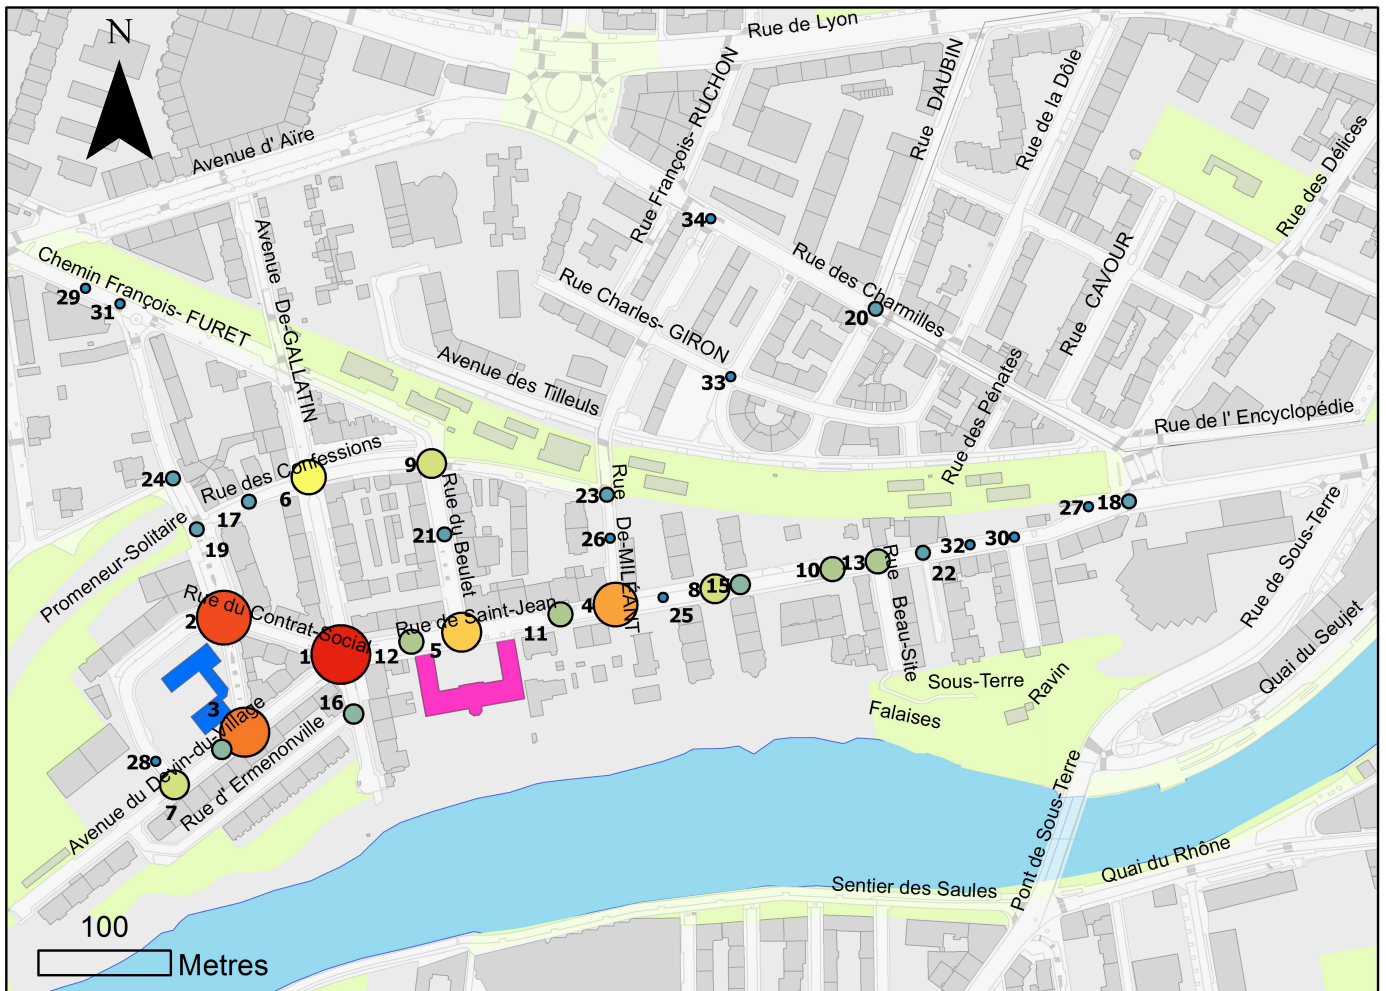 N
Rue de Lyon
Avenue d' Aïre
Rue François- RUCHON
Rue DAUBIN
Rue de la Dôle
Rue des Délices
Rue CAVOUR
34
Rue des Charmilles
20
Chemin François- FURET
29
31
Avenue De-GALLATIN
Rue Charles- GIRON
33
Avenue des Tilleuls
Rue des Pénates
Rue de l' Encyclopédie
24
Rue des Confessions
6
9
17
19
Promeneur-Solitaire
Rue du Beulet
21
23
Rue De-MILÉANT
26
27
18
32
30
22
Rue de Sous-Terre
Rue du Contrat-Social
2
1
12
Rue de Saint-Jean
5
11
4
25
8
15
10
13
Rue Beau-Site
Quai du Seujet
Sous-Terre
Ravin
Falaises
3
16
28
7
Avenue du Devin-du-Village
Rue d' Ermenonville
Pont de Sous-Terre
Quai du Rhône
Sentier des Saules
100
Metres